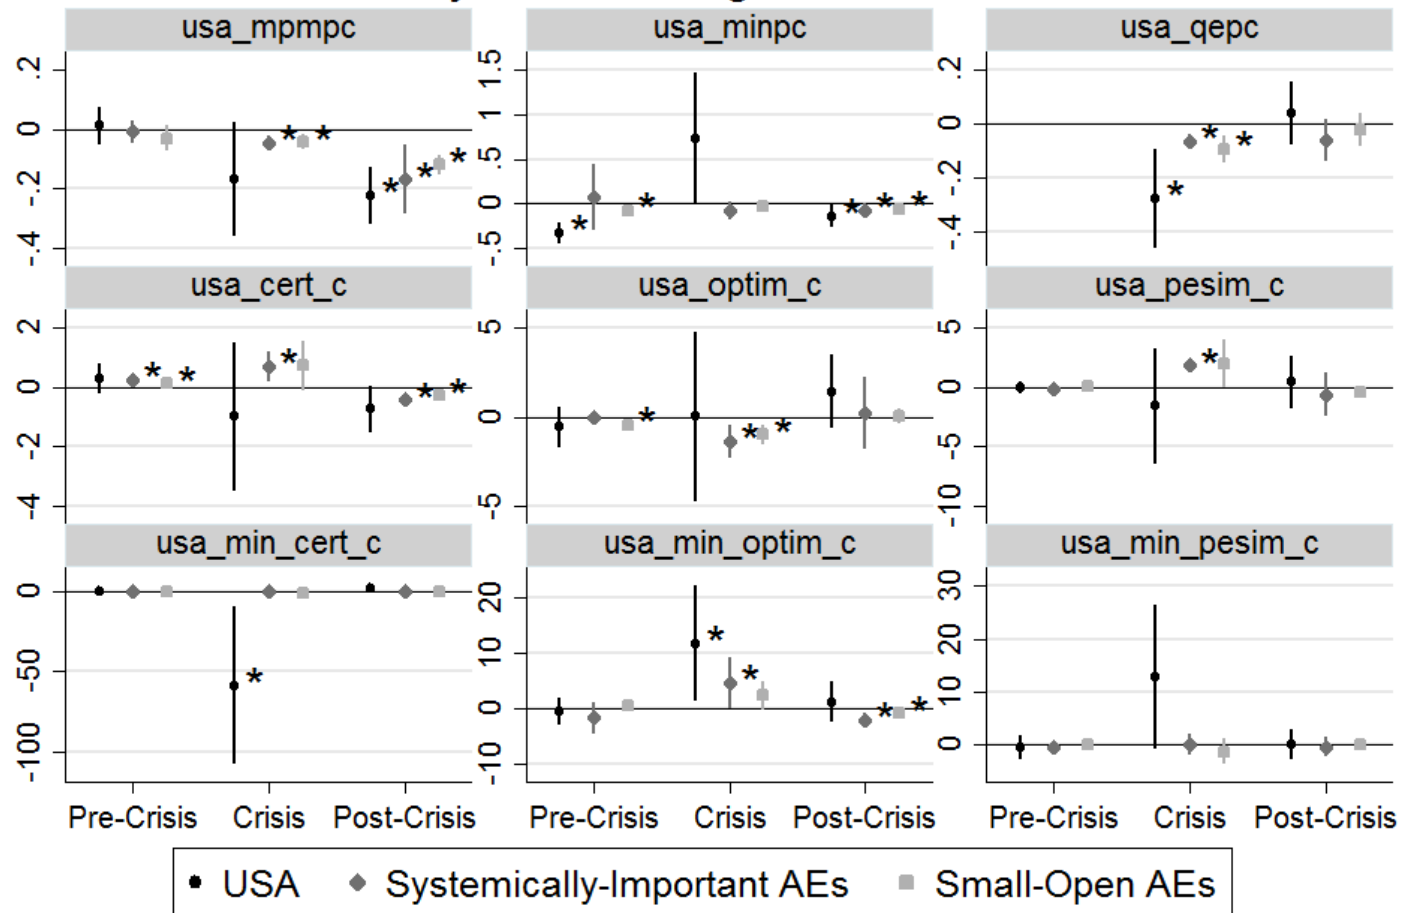 usa_mpmpc usa_minpc usa_qepc
.2 0 -.2 -.4
1.5 1 .5 0 -.5
.2 0 -.2 -.4
* * * * *
* * * * *
* * *
usa_cert_c usa_optim_c usa_pesim_c
2 0 -2 -4
5 0 -5
5 0 -5 -10
* * * * *
* * *
*
usa_min_cert_c usa_min_optim_c usa_min_pesim_c
0 -50 -100
20 10 0 -10
30 20 10 0
*
* * * *
Pre-Crisis Crisis Post-Crisis Pre-Crisis Crisis Post-Crisis Pre-Crisis Crisis Post-Crisis
USA Systemically-Important AEs Small-Open AEs